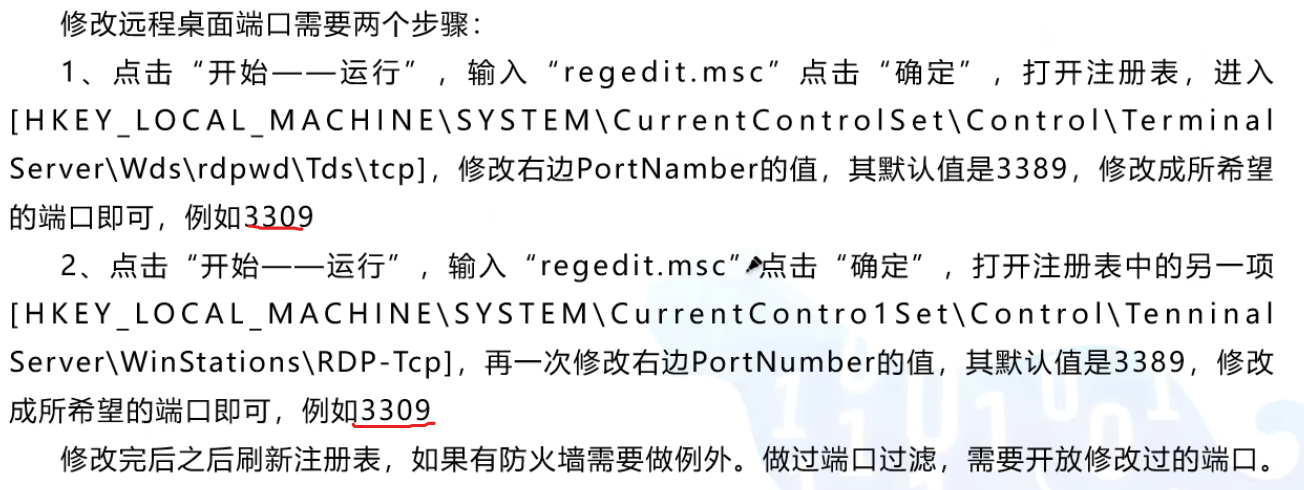 修改远程桌面端口需要两个步骤：
1、点击“开始——运行”，输入“regedit.msc”点击“确定”，打开注册表，进入
[HKEY_LOCAL_MACHINE\SYSTEM\CurrentControlSet\Control\Terminal
Server\Wds\rdpwd\Tds\tcp]，修改右边PortNamber的值，其默认值是3389，修改成所希望
的端口即可，例如3309
2、点击“开始——运行”，输入“regedit.msc”点击“确定”，打开注册表中的另一项
[HKEY_LOCAL_MACHINE\SYSTEM\CurrentContro1Set\Control\Tenninal
Server\WinStations\RDP-Tcp]，再一次修改右边PortNumber的值，其默认值是3389，修改
成所希望的端口即可，例如3309
修改完后之后刷新注册表，如果有防火墙需要做例外。做过端口过滤，需要开放修改过的端口。